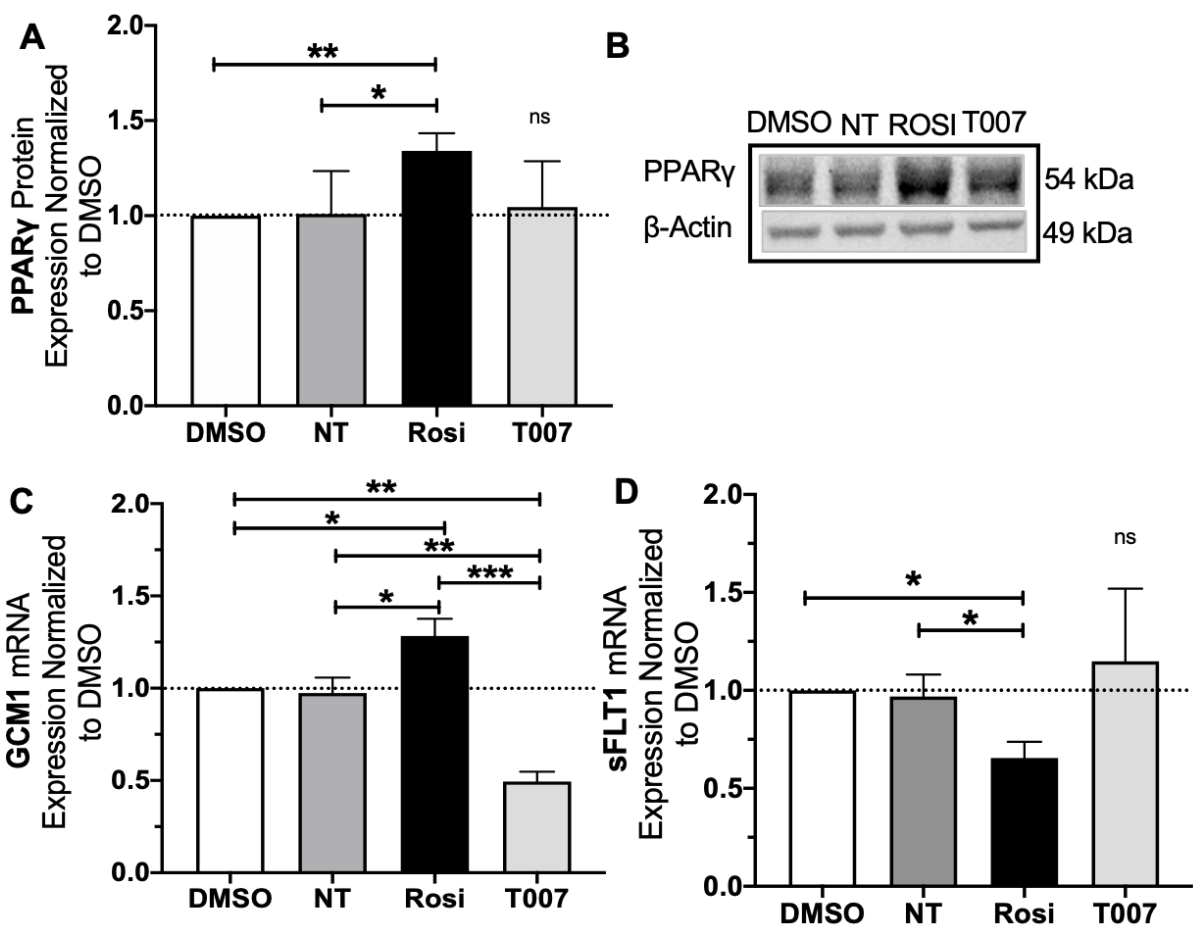 A
PPARγ Protein
Expression Normalized
to DMSO
2.0
1.5
1.0
0.5
0.0
**
*
ns
DMSO NT Rosi T007
B
DMSO NT ROSI T007
PPARγ 54 kDa
β-Actin 49 kDa
C
GCM1 mRNA
Expression Normalized
to DMSO
2.0
1.5
1.0
0.5
0.0
**
*
**
***
*
DMSO NT Rosi T007
D
sFLT1 mRNA
Expression Normalized
to DMSO
2.0
1.5
1.0
0.5
0.0
*
*
ns
DMSO NT Rosi T007